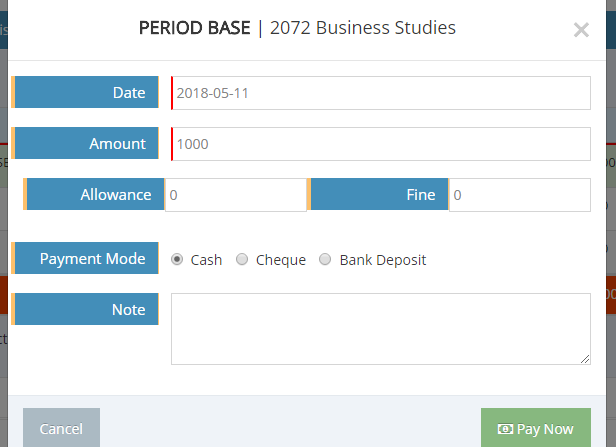 PERIOD BASE | 2072 Business Studies ×
Date 2018-05-11
Amount 1000
Allowance 0 Fine 0
Payment Mode Cash Cheque Bank Deposit
Note
Cancel Pay Now